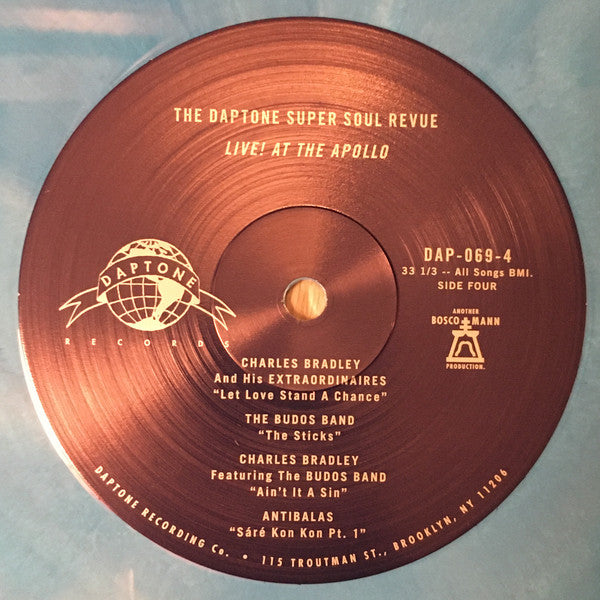 THE DAPTONE SUPER SOUL REVUE
LIVE! AT THE APOLLO
DAPTONE
RECORDS
DAP-069-4
33 1/3 -- All Songs BMI.
SIDE FOUR
ANOTHER
BOSCO MANN
PRODUCTION.
CHARLES BRADLEY
And His EXTRAORDINAIRES
"Let Love Stand A Chance"
THE BUDOS BAND
"The Sticks"
CHARLES BRADLEY
Featuring The BUDOS BAND
"Ain't It A Sin"
ANTIBALAS
"Sáré Kon Kon Pt. 1"
DAPTONE RECORDING Co. • 115 TROUTMAN ST., BROOKLYN, NY 11206